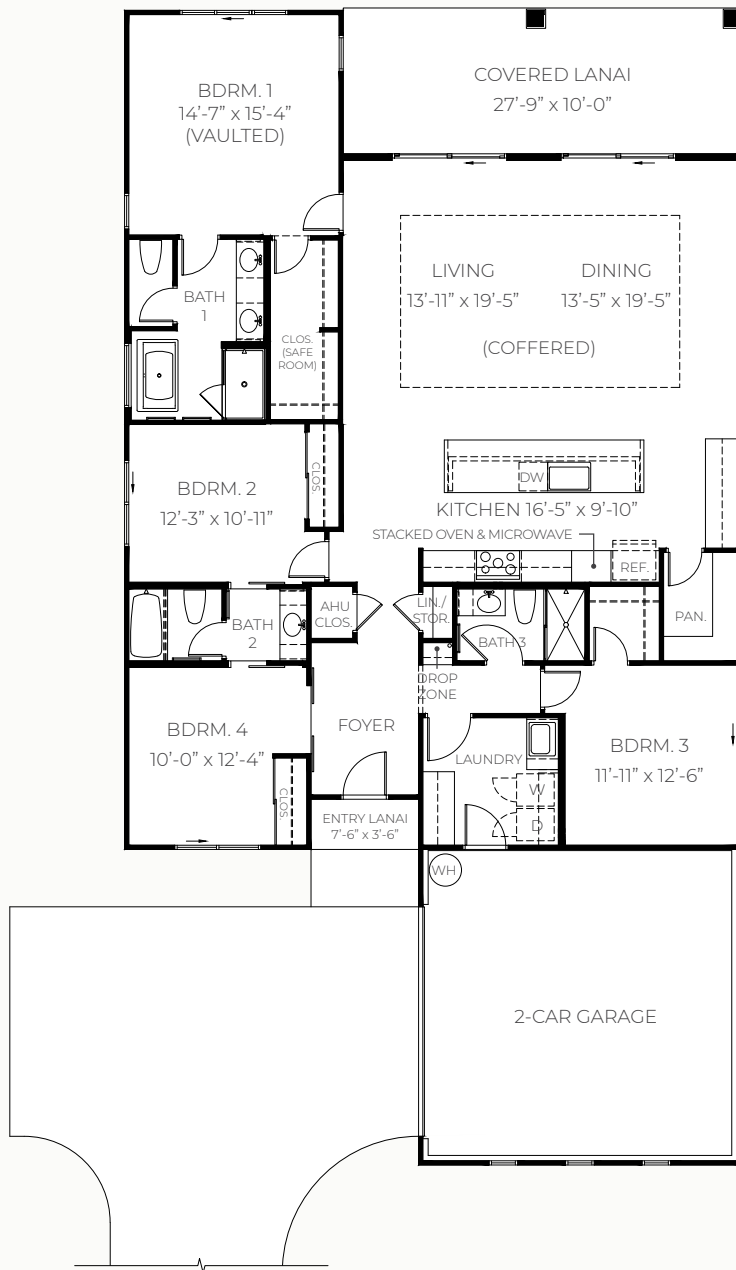 BDRM. 1
14’-7” x 15’-4”
(VAULTED)
COVERED LANAI
27’-9” x 10’-0”
LIVING
13’-11” x 19’-5”
DINING
13’-5” x 19’-5”
(COFFERED)
BATH
1
CLOS.
(SAFE
ROOM)
BDRM. 2
12’-3” x 10’-11”
CLOS.
DW
KITCHEN 16’-5” x 9’-10”
STACKED OVEN & MICROWAVE
REF.
PAN.
AHU
CLOS.
LIN./
STOR.
BATH
2
BATH 3
DROP
ZONE
BDRM. 4
10’-0” x 12’-4”
CLOS.
FOYER
LAUNDRY
W
D
BDRM. 3
11’-11” x 12’-6”
ENTRY LANAI
7’-6” x 3’-6”
WH
2-CAR GARAGE